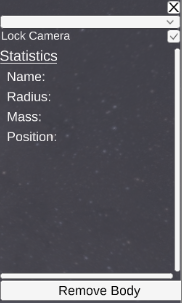 Lock Camera
Statistics
Name:
Radius:
Mass:
Position:
Remove Body